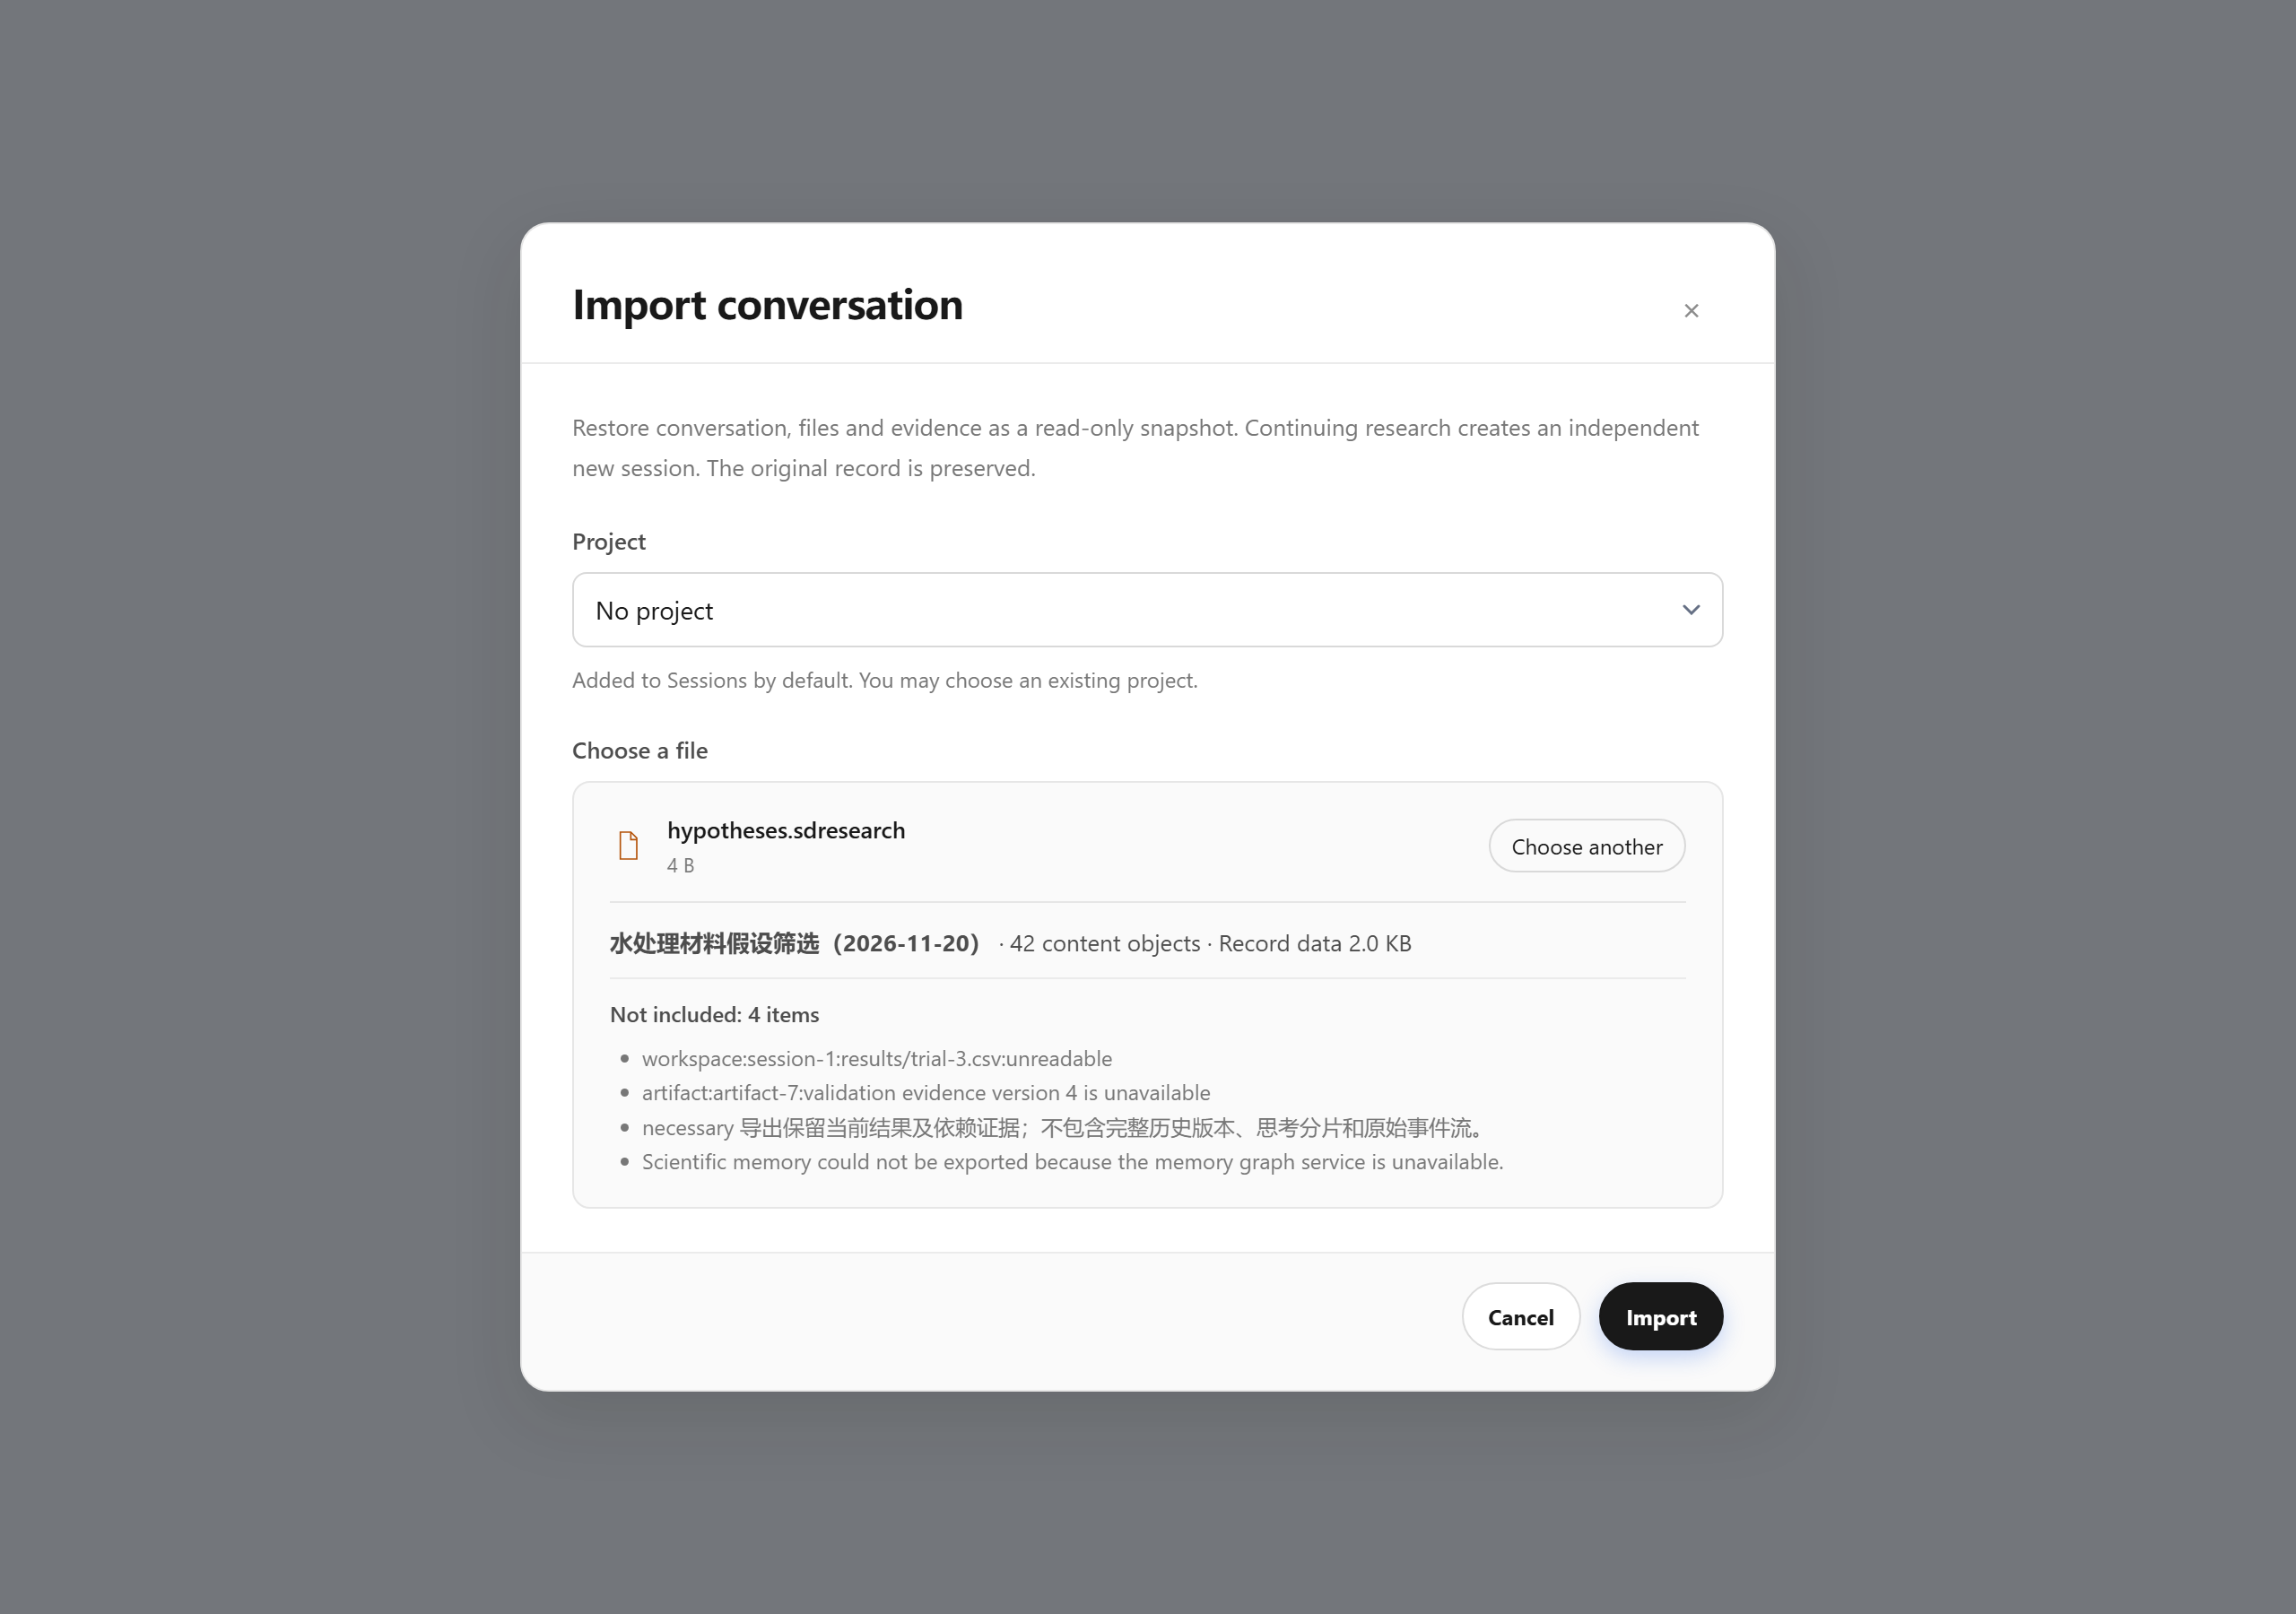 Import conversation
×
Restore conversation, files and evidence as a read-only snapshot. Continuing research creates an independent
new session. The original record is preserved.
Project
No project
Added to Sessions by default. You may choose an existing project.
Choose a file
hypotheses.sdresearch
4 B
Choose another
水处理材料假设筛选（2026-11-20） · 42 content objects · Record data 2.0 KB
Not included: 4 items
• workspace:session-1:results/trial-3.csv:unreadable
• artifact:artifact-7:validation evidence version 4 is unavailable
• necessary 导出保留当前结果及依赖证据；不包含完整历史版本、思考分片和原始事件流。
• Scientific memory could not be exported because the memory graph service is unavailable.
Cancel
Import